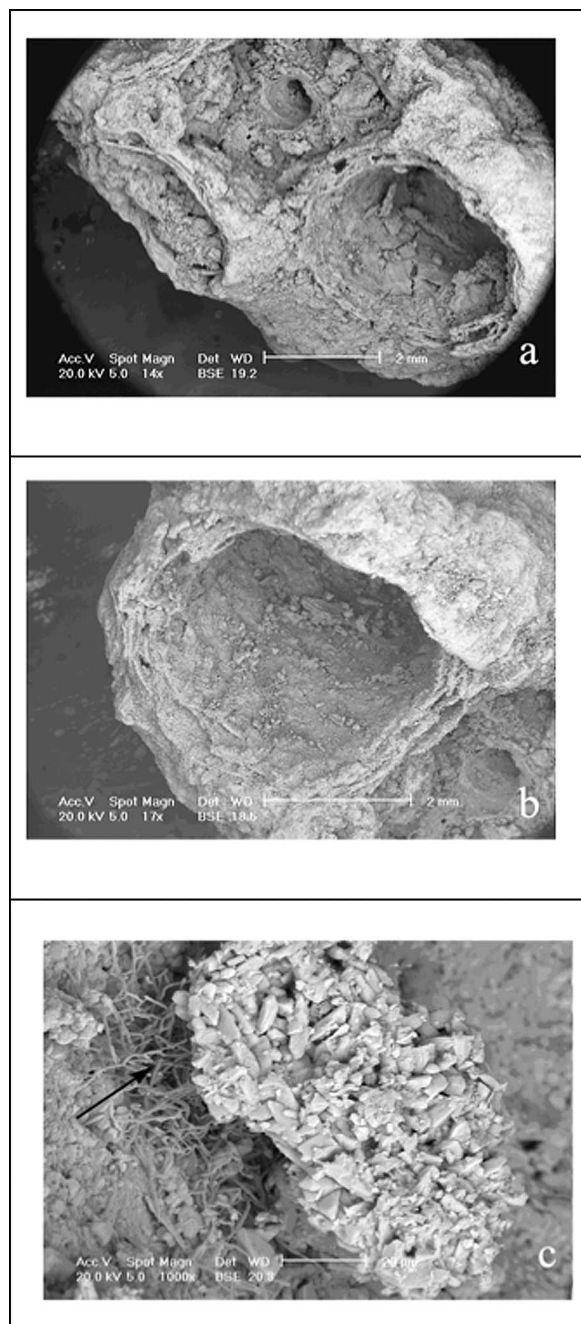 Acc.V Spot Magn Det WD 2 mm
20.0 kV 5.0 14x BSE 19.2
a
Acc.V Spot Magn Det WD 2 mm
20.0 kV 5.0 17x BSE
b
Acc.V Spot Magn Det WD
20.0 kV 5.0 1000x BSE
c